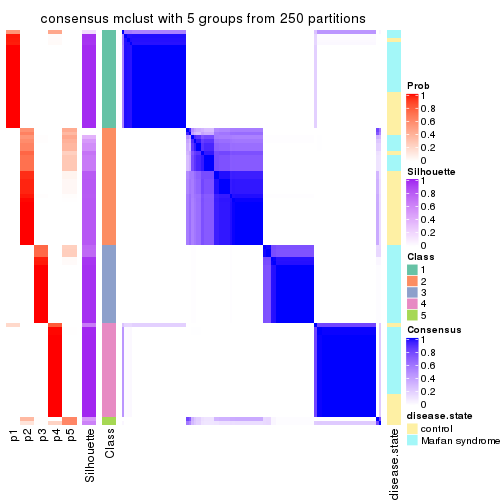 consensus mclust with 5 groups from 250 partitions
Prob
1
0.8
0.6
0.4
0.2
0
Silhouette
1
0.8
0.6
0.4
0.2
0
Class
1
2
3
4
5
Consensus
1
0.8
0.6
0.4
0.2
0
disease.state
control
Marfan syndrome
p1
p2
p3
p4
p5
Silhouette
Class
disease.state